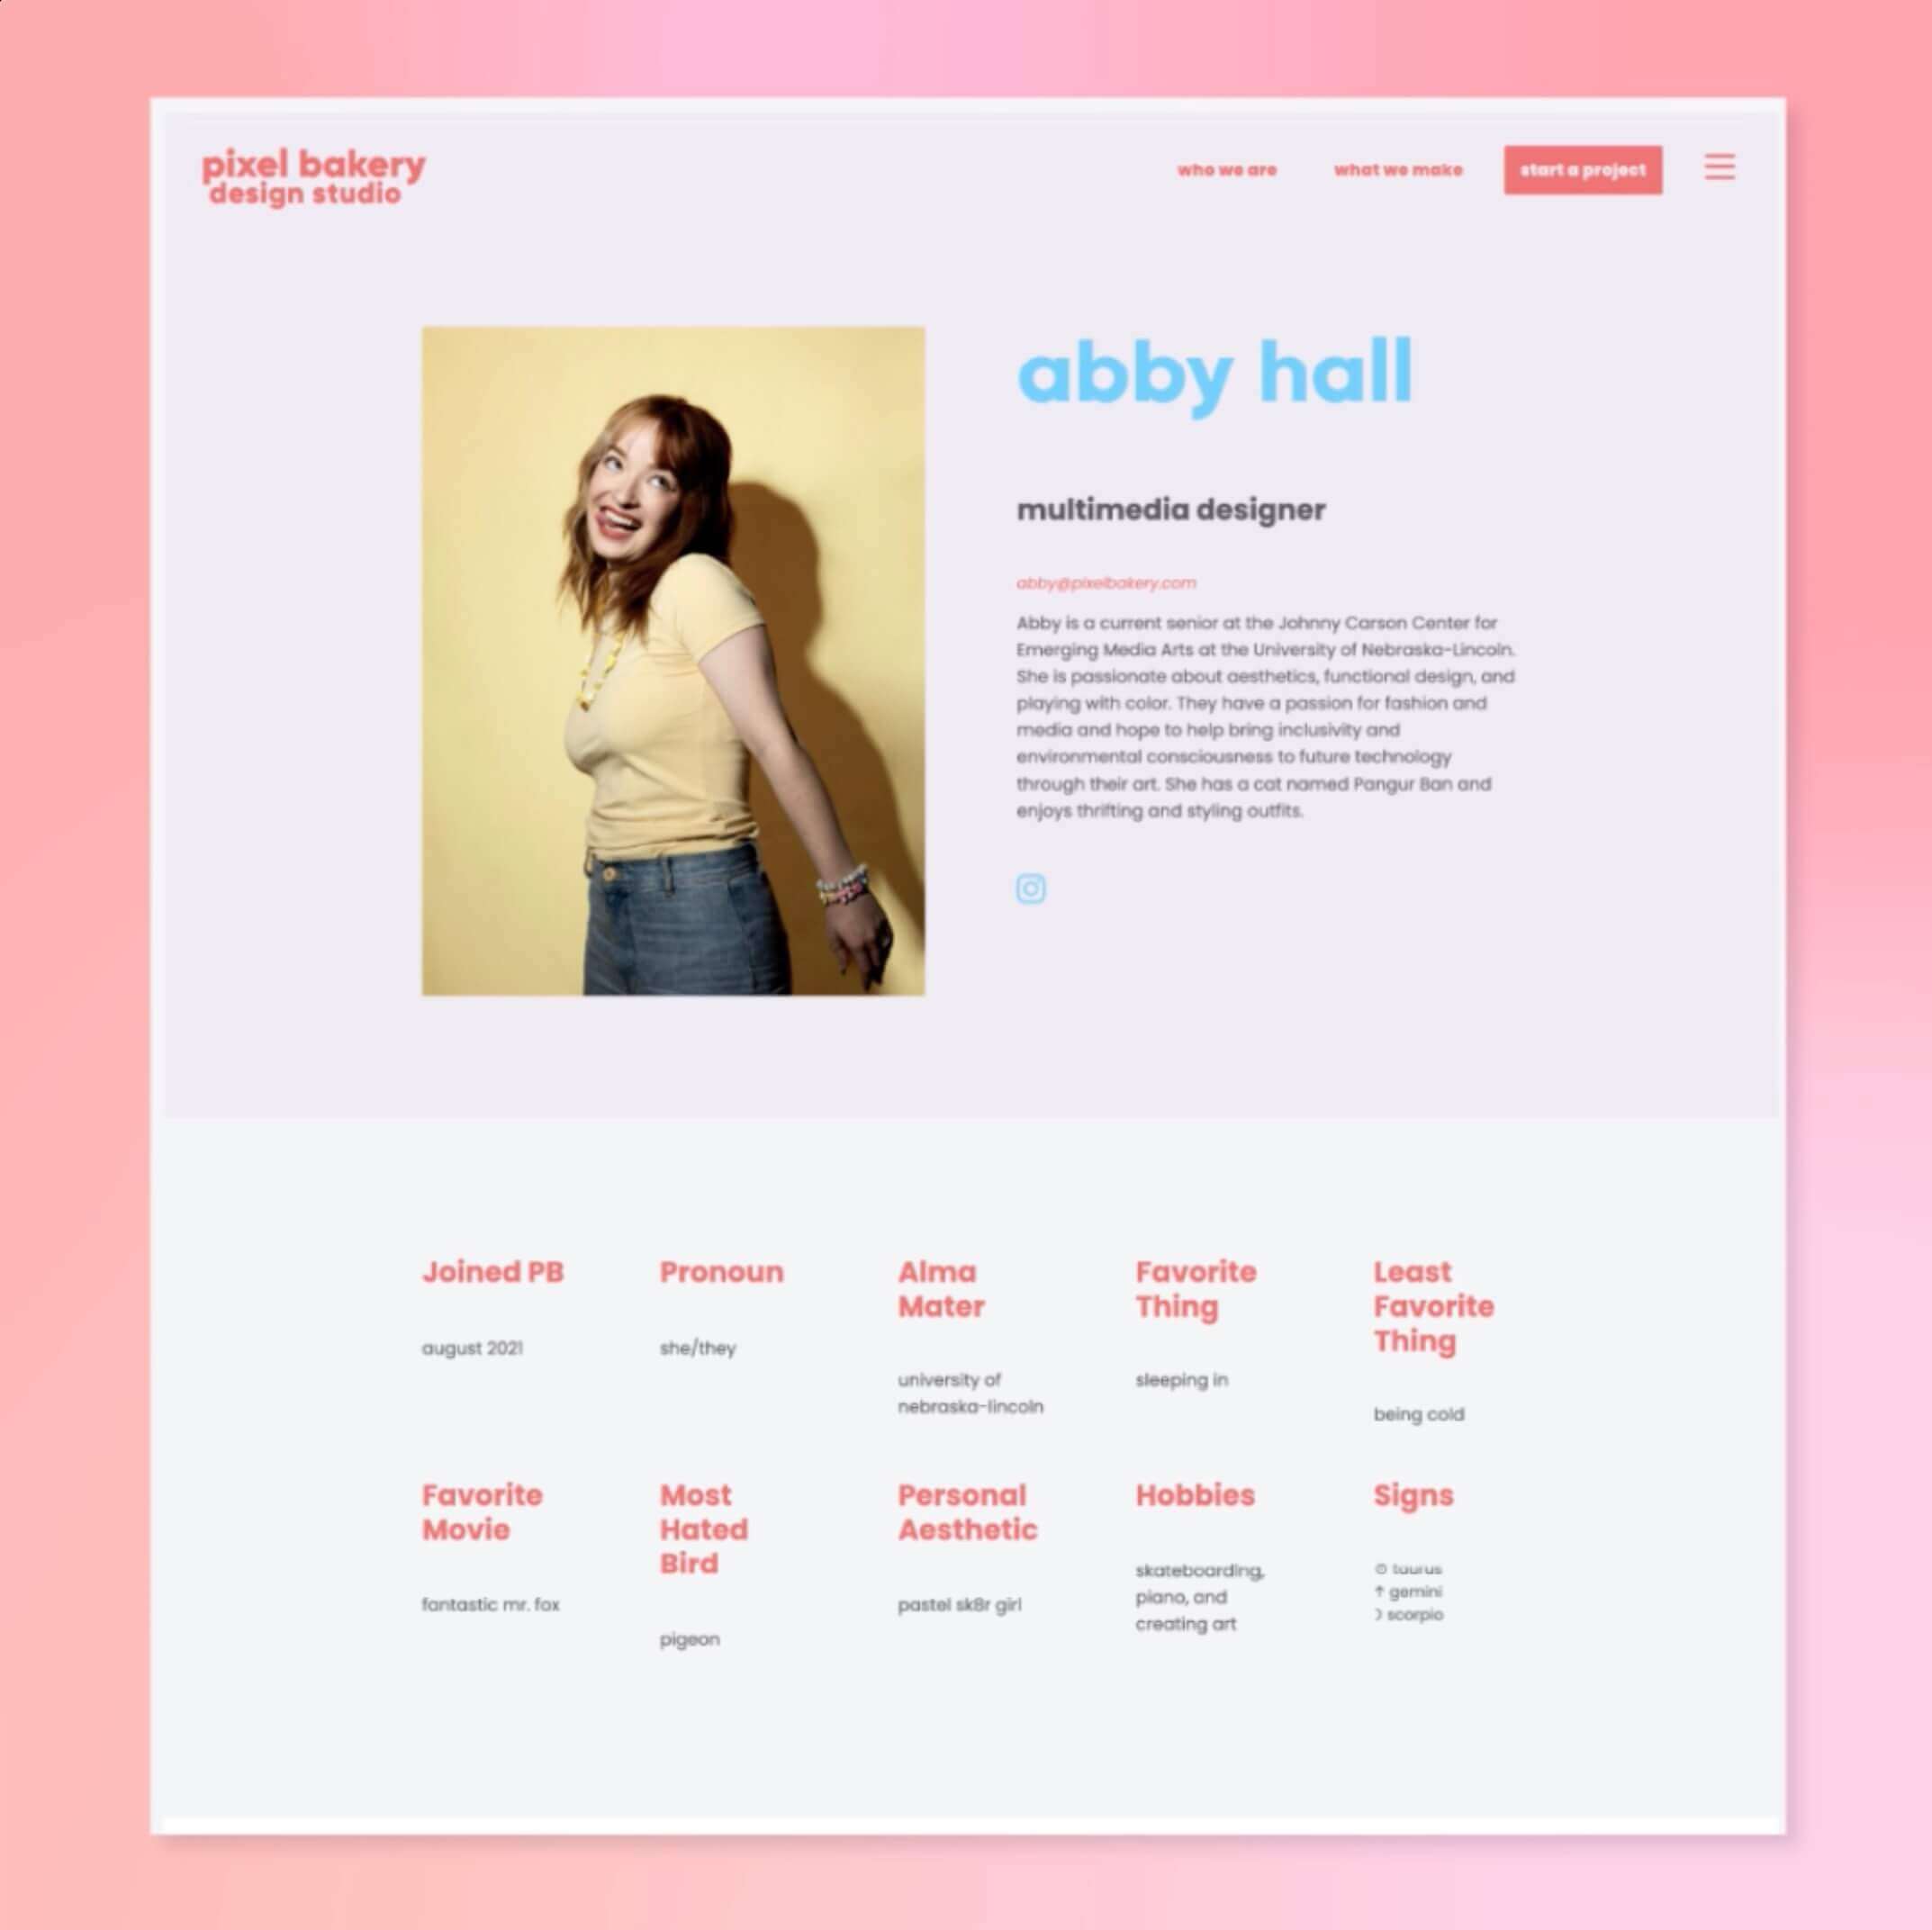 pixel bakery
design studio
who we are
what we make
start a project
abby hall
multimedia designer
abby@pixelbakery.com
Abby is a current senior at the Johnny Carson Center for
Emerging Media Arts at the University of Nebraska-Lincoln.
She is passionate about aesthetics, functional design, and
playing with color. They have a passion for fashion and
media and hope to help bring inclusivity and
environmental consciousness to future technology
through their art. She has a cat named Pangur Ban and
enjoys thrifting and styling outfits.
Joined PB
august 2021
Pronoun
she/they
Alma
Mater
university of
nebraska-lincoln
Favorite
Thing
sleeping in
Least
Favorite
Thing
being cold
Favorite
Movie
fantastic mr. fox
Most
Hated
Bird
pigeon
Personal
Aesthetic
pastel sk8r girl
Hobbies
skateboarding,
piano, and
creating art
Signs
☉ taurus
↑ gemini
☽ scorpio